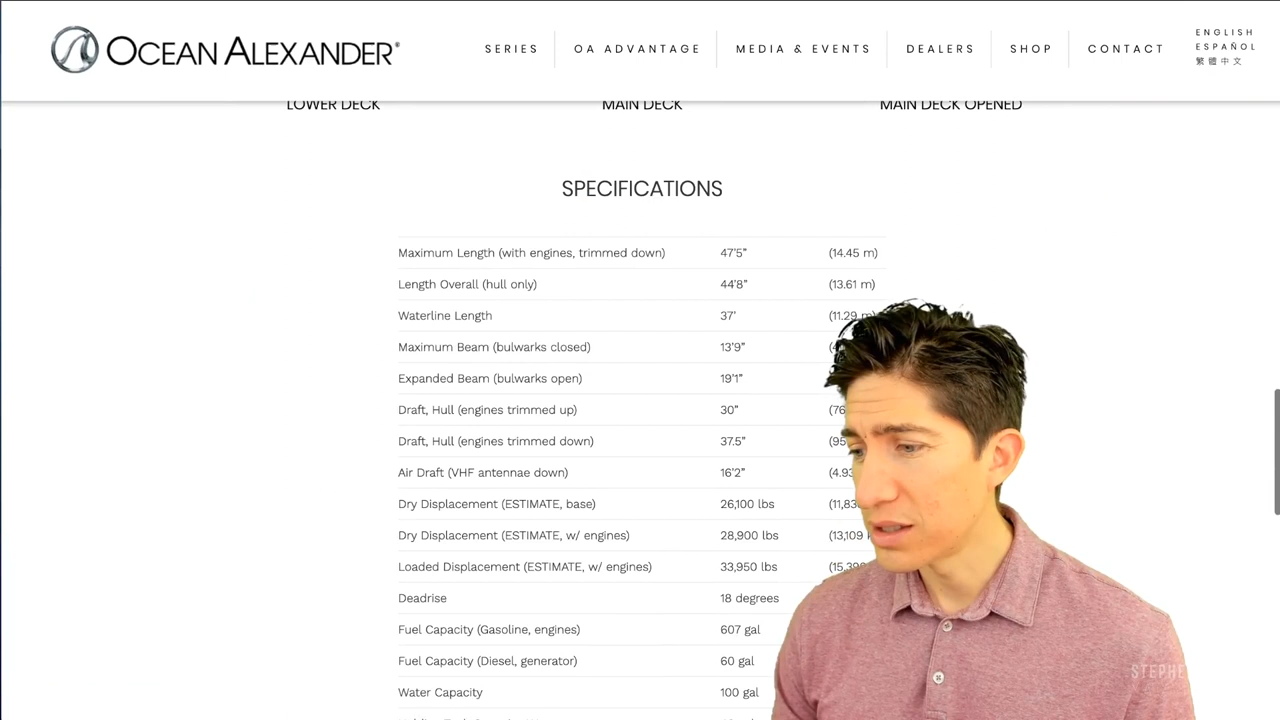 OCEAN ALEXANDER®
SERIES
OA ADVANTAGE
MEDIA & EVENTS
DEALERS
SHOP
CONTACT
ENGLISH
ESPAÑOL
繁體中文
LOWER DECK
MAIN DECK
MAIN DECK OPENED
SPECIFICATIONS
Maximum Length (with engines, trimmed down) 47'5" (14.45 m)
Length Overall (hull only) 44'8" (13.61 m)
Waterline Length 37' (11.29 m)
Maximum Beam (bulwarks closed) 13'9"
Expanded Beam (bulwarks open) 19'1"
Draft, Hull (engines trimmed up) 30"
Draft, Hull (engines trimmed down) 37.5"
Air Draft (VHF antennae down) 16'2" (4.93
Dry Displacement (ESTIMATE, base) 26,100 lbs
Dry Displacement (ESTIMATE, w/ engines) 28,900 lbs (13,109
Loaded Displacement (ESTIMATE, w/ engines) 33,950 lbs
Deadrise 18 degrees
Fuel Capacity (Gasoline, engines) 607 gal
Fuel Capacity (Diesel, generator) 60 gal
Water Capacity 100 gal